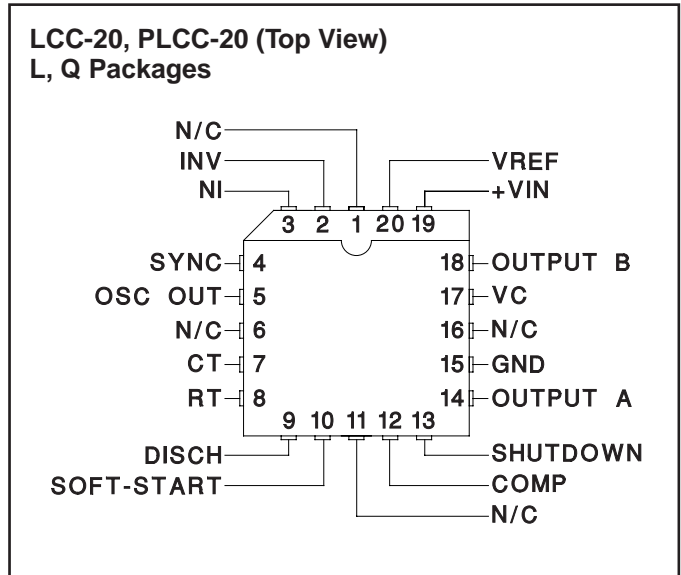 LCC-20, PLCC-20 (Top View)
L, Q Packages
N/C
INV
VREF
NI
+VIN
3 2 1 20 19
SYNC 4
18 OUTPUT B
OSC OUT 5
17 VC
N/C 6
16 N/C
CT 7
15 GND
RT 8
14 OUTPUT A
9 10 11 12 13
DISCH
SHUTDOWN
SOFT-START
COMP
N/C